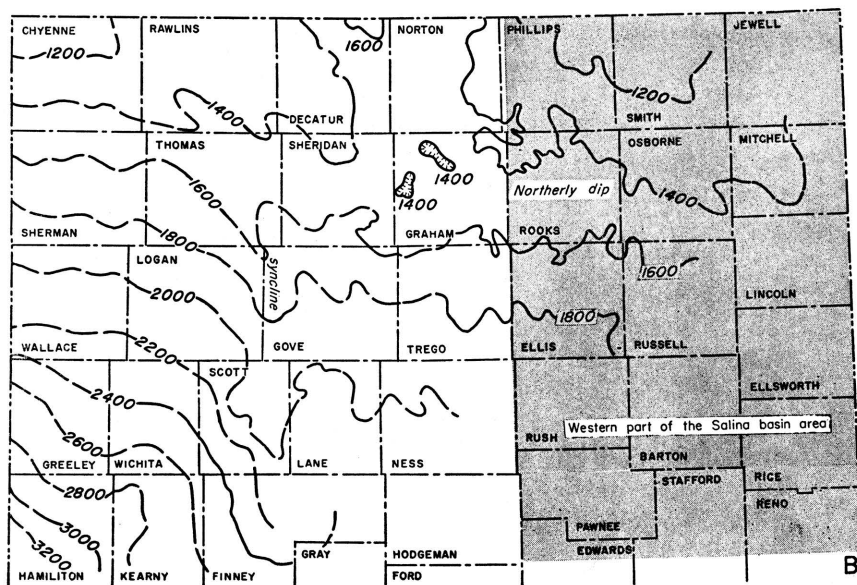 CHYENNE
RAWLINS
NORTON
PHILLIPS
JEWELL
1200
1600
1200
1400
DECATUR
SMITH
THOMAS
SHERIDAN
OSBORNE
MITCHELL
1400
1600
1400
Northerly dip
1400
SHERMAN
1800
GRAHAM
ROOKS
LOGAN
syncline
1600
2000
LINCOLN
1800
WALLACE
2200
GOVE
TREGO
ELLIS
RUSSELL
SCOTT
2400
ELLSWORTH
Western part of the Salina basin area
2600
RUSH
GREELEY
WICHITA
LANE
NESS
BARTON
2800
STAFFORD
RICE
RENO
3000
PAWNEE
3200
GRAY
HODGEMAN
EDWARDS
HAMILITON
KEARNY
FINNEY
FORD
B